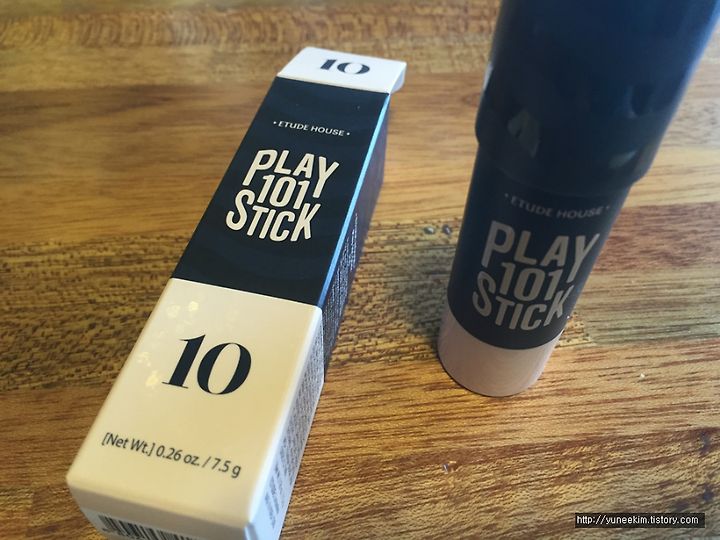 10
• ETUDE HOUSE •
PLAY
101
STICK
10
[Net Wt.] 0.26 oz. / 7.5 g
• ETUDE HOUSE •
PLAY
101
STICK
http://yuneekim.tistory.com